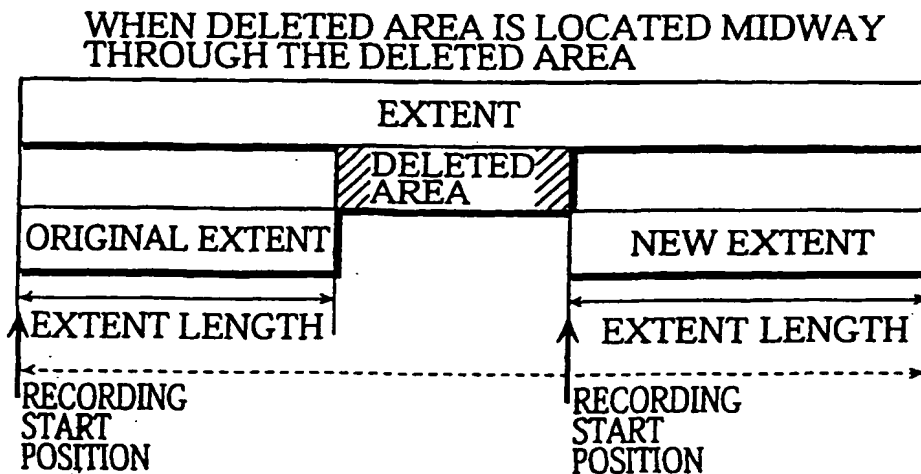 WHEN DELETED AREA IS LOCATED MIDWAY
THROUGH THE DELETED AREA
EXTENT
DELETED
AREA
ORIGINAL EXTENT
NEW EXTENT
EXTENT LENGTH
EXTENT LENGTH
RECORDING
START
POSITION
RECORDING
START
POSITION